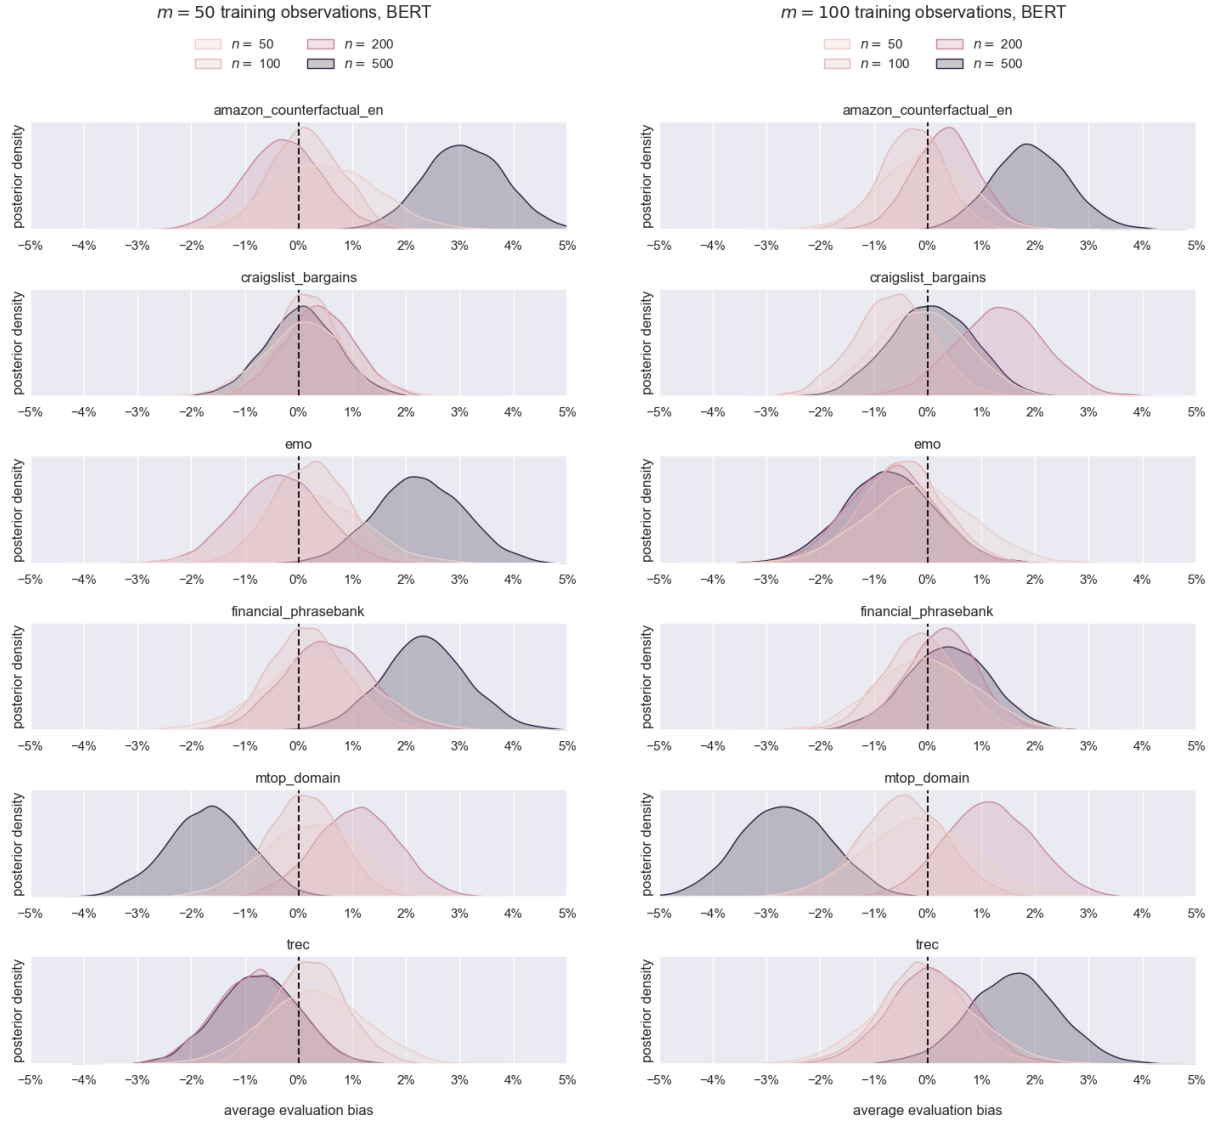 m = 50 training observations, BERT
n = 50
n = 200
n = 100
n = 500
amazon_counterfactual_en
posterior density
−5% −4% −3% −2% −1% 0% 1% 2% 3% 4% 5%
craigslist_bargains
posterior density
−5% −4% −3% −2% −1% 0% 1% 2% 3% 4% 5%
emo
posterior density
−5% −4% −3% −2% −1% 0% 1% 2% 3% 4% 5%
financial_phrasebank
posterior density
−5% −4% −3% −2% −1% 0% 1% 2% 3% 4% 5%
mtop_domain
posterior density
−5% −4% −3% −2% −1% 0% 1% 2% 3% 4% 5%
trec
posterior density
−5% −4% −3% −2% −1% 0% 1% 2% 3% 4% 5%
average evaluation bias
m = 100 training observations, BERT
n = 50
n = 200
n = 100
n = 500
amazon_counterfactual_en
posterior density
−5% −4% −3% −2% −1% 0% 1% 2% 3% 4% 5%
craigslist_bargains
posterior density
−5% −4% −3% −2% −1% 0% 1% 2% 3% 4% 5%
emo
posterior density
−5% −4% −3% −2% −1% 0% 1% 2% 3% 4% 5%
financial_phrasebank
posterior density
−5% −4% −3% −2% −1% 0% 1% 2% 3% 4% 5%
mtop_domain
posterior density
−5% −4% −3% −2% −1% 0% 1% 2% 3% 4% 5%
trec
posterior density
−5% −4% −3% −2% −1% 0% 1% 2% 3% 4% 5%
average evaluation bias